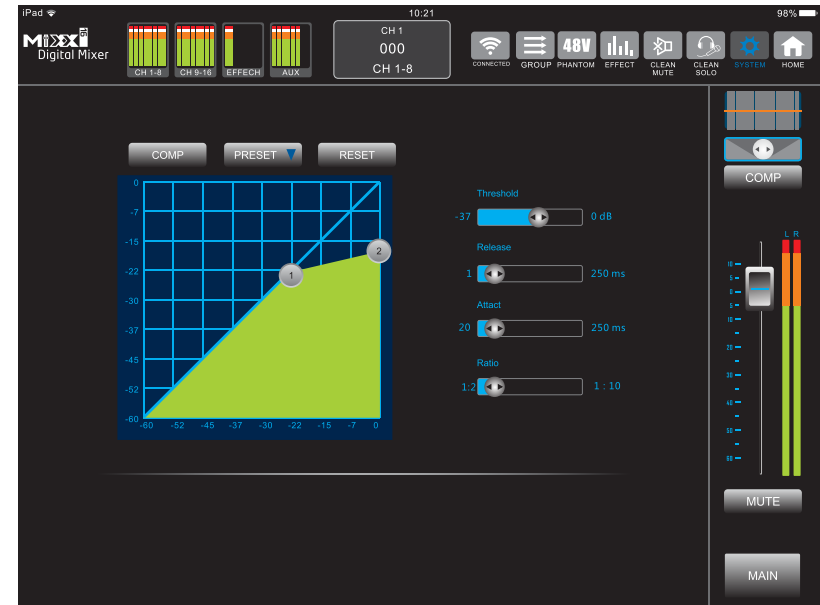 iPad 10:21 98%
MiXXi 16
Digital Mixer
CH 1-8 CH 9-16 EFFECH AUX
CH 1
000
CH 1-8
CONNECTED GROUP 48V PHANTOM EFFECT CLEAN MUTE CLEAN SOLO SYSTEM HOME
COMP PRESET RESET
0
-7
-15
-22
-30
-37
-45
-52
-60
-60 -52 -45 -37 -30 -22 -15 -7 0
1
2
Threshold
-37 0 dB
Release
1 250 ms
Attact
20 250 ms
Ratio
1:2 1 : 10
COMP
L R
10
5
0
5
10
20
30
40
50
60
MUTE
MAIN